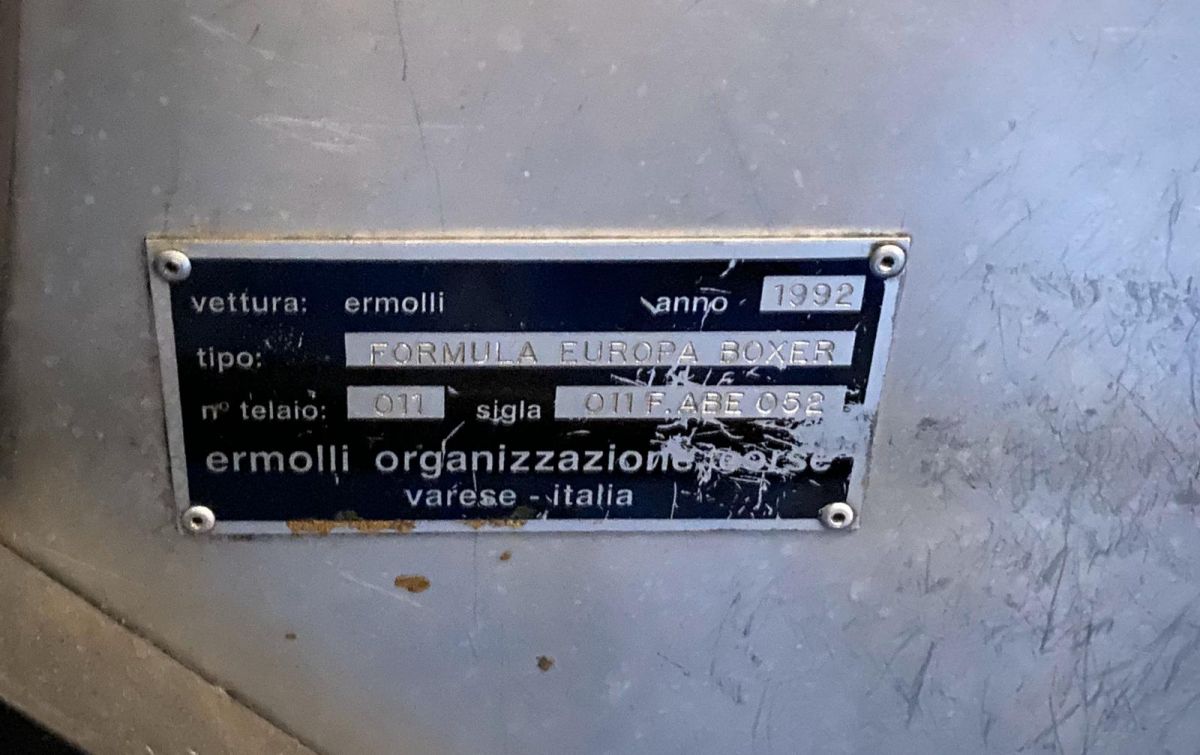 vettura: ermolli anno 1992
tipo: FORMULA EUROPA BOXER
n° telaio: 011 sigla 011 F. ABE 052
ermolli organizzazione corse
varese - italia